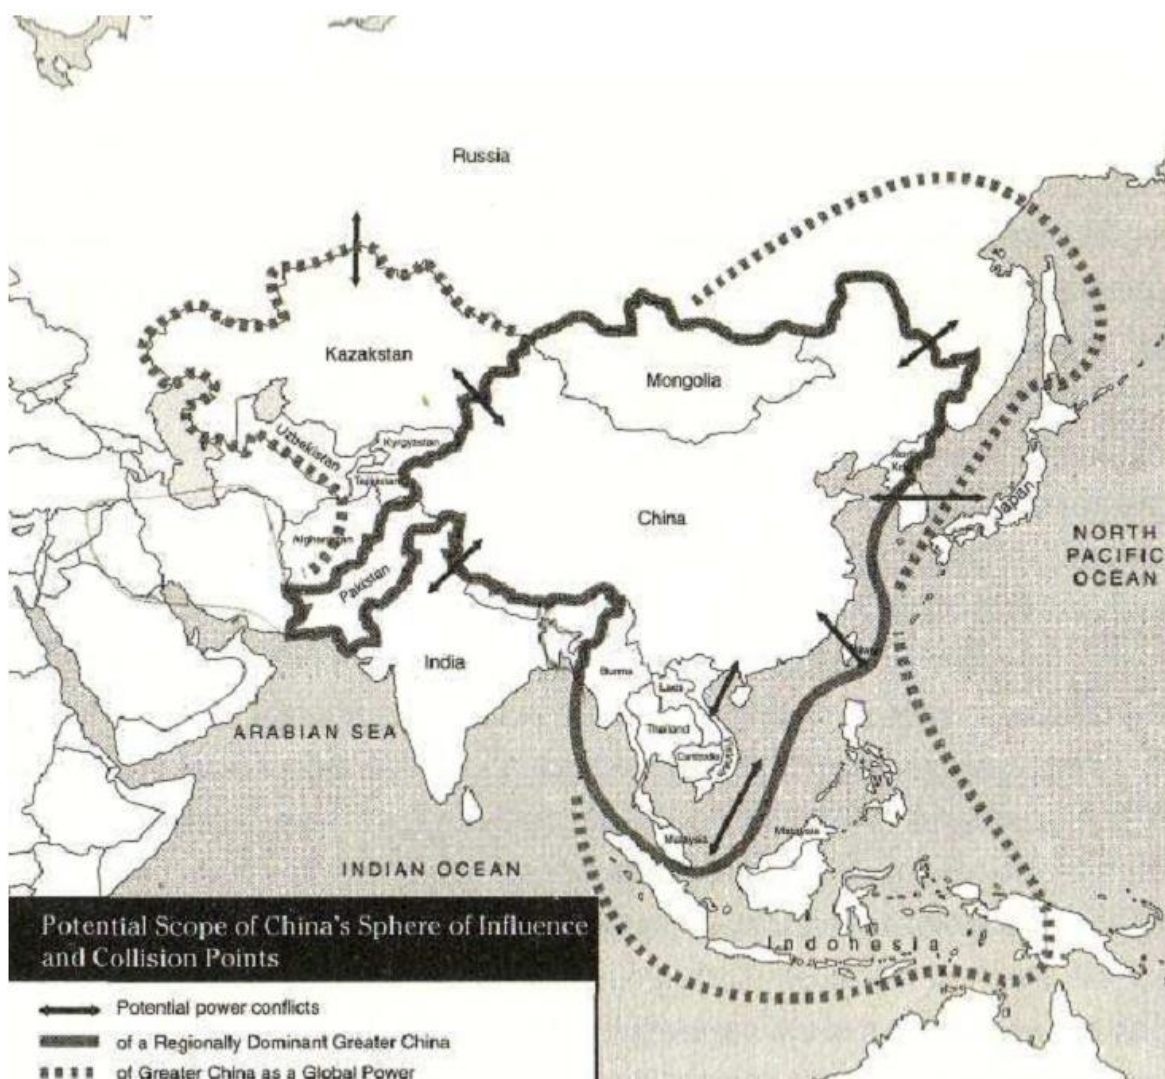 Russia
Kazakstan
Mongolia
Uzbekistan
Kyrgyzstan
China
Japan
NORTH
PACIFIC
OCEAN
Afghanistan
Pakistan
India
Burma
Laos
Thailand
Cambodia
ARABIAN SEA
Malaysia
Malaysia
INDIAN OCEAN
Indonesia
Potential Scope of China's Sphere of Influence
and Collision Points
Potential power conflicts
of a Regionally Dominant Greater China
of Greater China as a Global Power